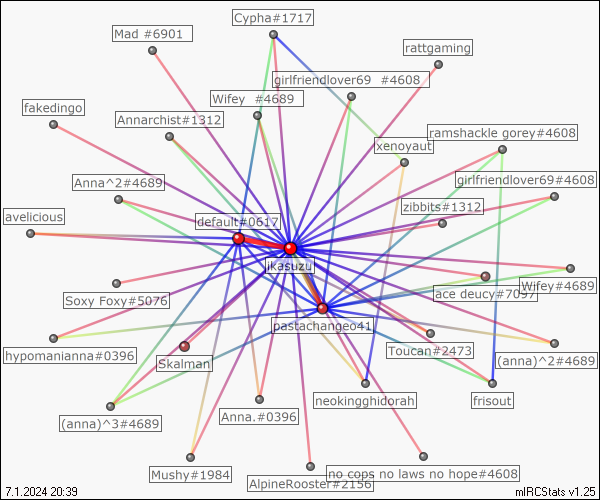 Cypha#1717
Mad #6901
rattgaming
girlfriendlover69 #4608
Wifey #4689
fakedingo
Annarchist#1312
ramshackle gorey#4608
xenoyaut
Anna^2#4689
girlfriendlover69#4608
zibbits#1312
avelicious
default#0617
ikasuzu
Wifey#4689
ace deucy#7097
Soxy Foxy#5076
pastachangeo41
Toucan#2473
hypomanianna#0396
(anna)^2#4689
Skalman
neokingghidorah
frisout
Anna.#0396
(anna)^3#4689
Mushy#1984
no cops no laws no hope#4608
AlpineRooster#2156
7.1.2024 20:39
mIRCStats v1.25